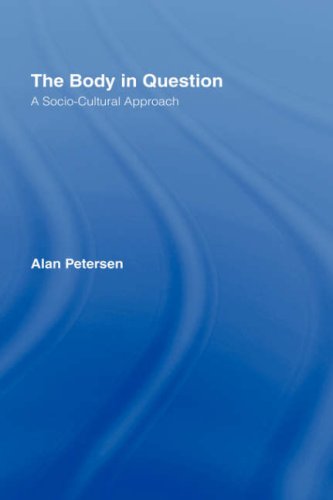 The Body in Question
A Socio-Cultural Approach
Alan Petersen